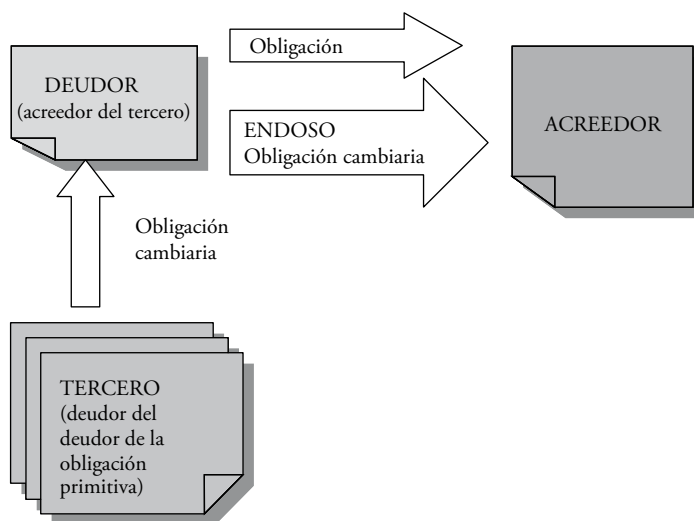 DEUDOR
(acreedor del tercero)
Obligación
ENDOSO
Obligación cambiaria
ACREEDOR
Obligación
cambiaria
TERCERO
(deudor del
deudor de la
obligación
primitiva)